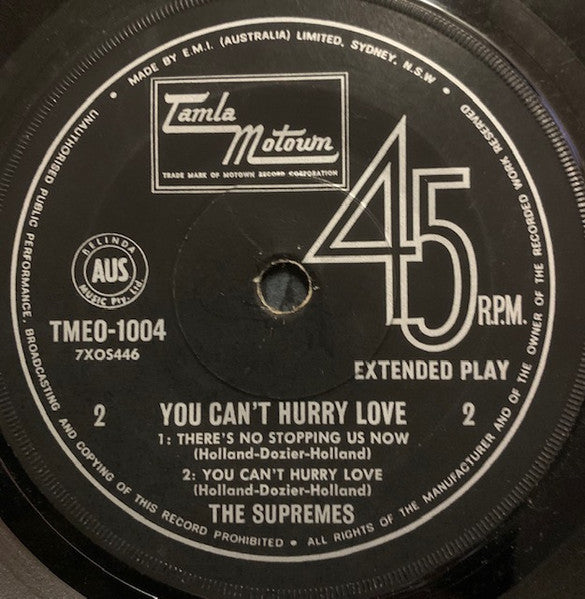 • MADE BY E.M.I. (AUSTRALIA) LIMITED, SYDNEY, N.S.W. •
UNAUTHORISED PUBLIC PERFORMANCE, BROADCASTING AND COPYING OF THIS RECORD PROHIBITED • ALL RIGHTS OF THE MANUFACTURER AND OF THE OWNER OF THE RECORDED WORK RESERVED
Tamla
Motown
TRADE MARK OF MOTOWN RECORD CORPORATION
45
R.P.M.
BELINDA
AUS
MUSIC PTY. LTD
TMEO-1004
7XOS446
EXTENDED PLAY
2 YOU CAN'T HURRY LOVE 2
1: THERE'S NO STOPPING US NOW
(Holland-Dozier-Holland)
2: YOU CAN'T HURRY LOVE
(Holland-Dozier-Holland)
THE SUPREMES